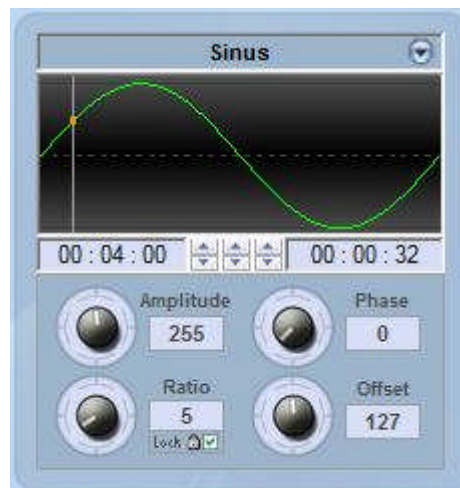 Sinus
00 : 04 : 00 00 : 00 : 32
Amplitude Phase
255 0
Ratio Offset
5 127
Lock